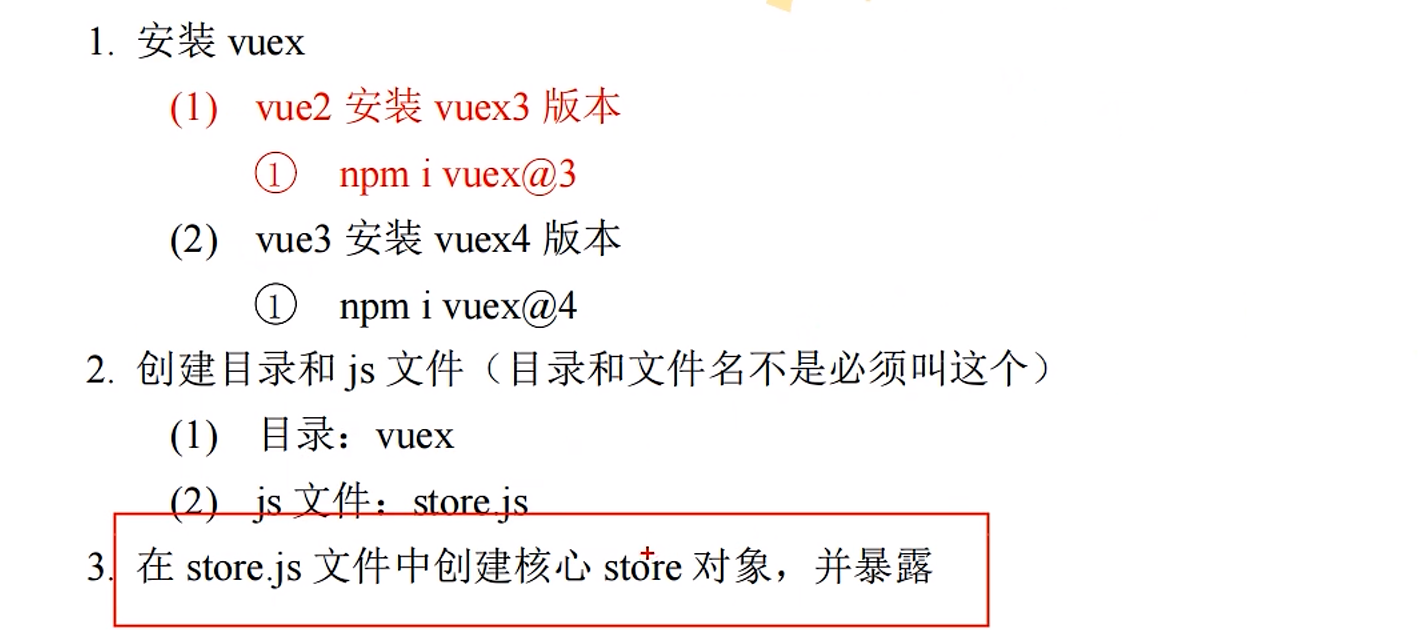 1. 安装 vuex
(1) vue2 安装 vuex3 版本
① npm i vuex@3
(2) vue3 安装 vuex4 版本
① npm i vuex@4
2. 创建目录和 js 文件（目录和文件名不是必须叫这个）
(1) 目录：vuex
(2) js 文件：store.js
3. 在 store.js 文件中创建核心 store 对象，并暴露